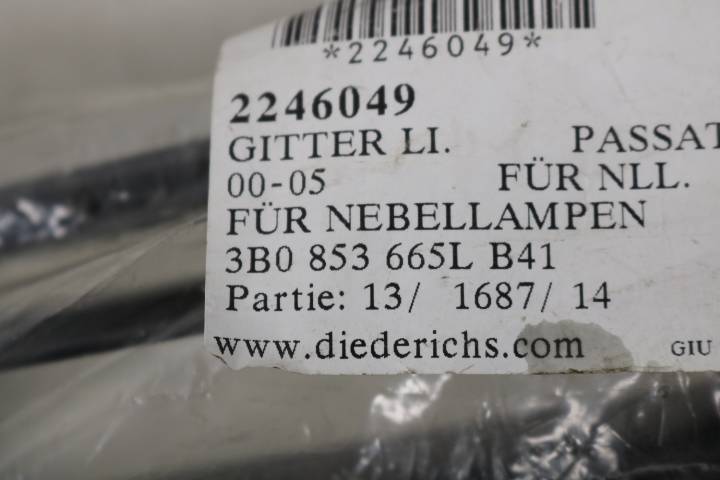 *2246049*
2246049
GITTER LI. PASSAT
00-05 FÜR NLL.
FÜR NEBELLAMPEN
3B0 853 665L B41
Partie: 13/ 1687/ 14
www.diederichs.com GIU